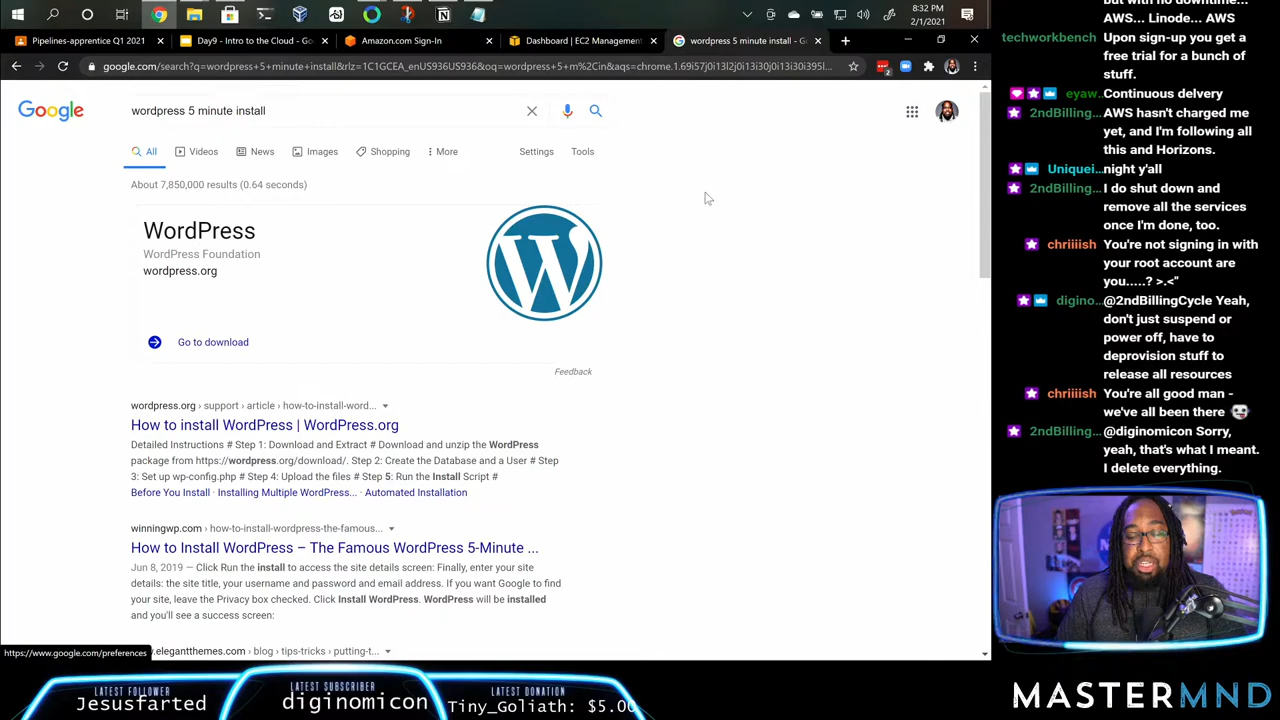 8:32 PM
2/1/2021
Pipelines-apprentice Q1 2021
Day9 - Intro to the Cloud - Go
Amazon.com Sign-In
Dashboard | EC2 Management
wordpress 5 minute install - G
google.com/search?q=wordpress+5+minute+install&rlz=1C1GCEA_enUS936US936&oq=wordpress+5+m%2cin&aqs=chrome.1.69i57j0i13l2j0i13i30j0i13i30i395l...
2
Google
wordpress 5 minute install
All
Videos
News
Images
Shopping
More
Settings
Tools
About 7,850,000 results (0.64 seconds)
WordPress
WordPress Foundation
wordpress.org
W
Go to download
Feedback
wordpress.org › support › article › how-to-install-word...
How to install WordPress | WordPress.org
Detailed Instructions # Step 1: Download and Extract # Download and unzip the WordPress
package from https://wordpress.org/download/. Step 2: Create the Database and a User # Step
3: Set up wp-config.php # Step 4: Upload the files # Step 5: Run the Install Script #
Before You Install · Installing Multiple WordPress... · Automated Installation
winningwp.com › how-to-install-wordpress-the-famous...
How to Install WordPress – The Famous WordPress 5-Minute ...
Jun 8, 2019 — Click Run the install to access the site details screen: Finally, enter your site
details: the site title, your username and password and email address. If you want Google to find
your site, leave the Privacy box checked. Click Install WordPress. WordPress will be installed
and you'll see a success screen:
.elegantthemes.com › blog › tips-tricks › putting-t...
https://www.google.com/preferences
but with no downtime...
AWS... Linode... AWS
techworkbench Upon sign-up you get a
free trial for a bunch of
stuff.
eyaw... Continuous delvery
2ndBilling... AWS hasn't charged me
yet, and I'm following all
this and Horizons.
Uniquei... night y'all
2ndBilling... I do shut down and
remove all the services
once I'm done, too.
chriiiish You're not signing in with
your root account are
you.....? >.<"
digino... @2ndBillingCycle Yeah,
don't just suspend or
power off, have to
deprovision stuff to
release all resources
chriiiish You're all good man -
we've all been there
2ndBilling... @diginomicon Sorry,
yeah, that's what I meant.
I delete everything.
LATEST FOLLOWER
Jesusfarted
LATEST SUBSCRIBER
diginomicon
LATEST DONATION
Tiny_Goliath: $5.00
MASTERMND